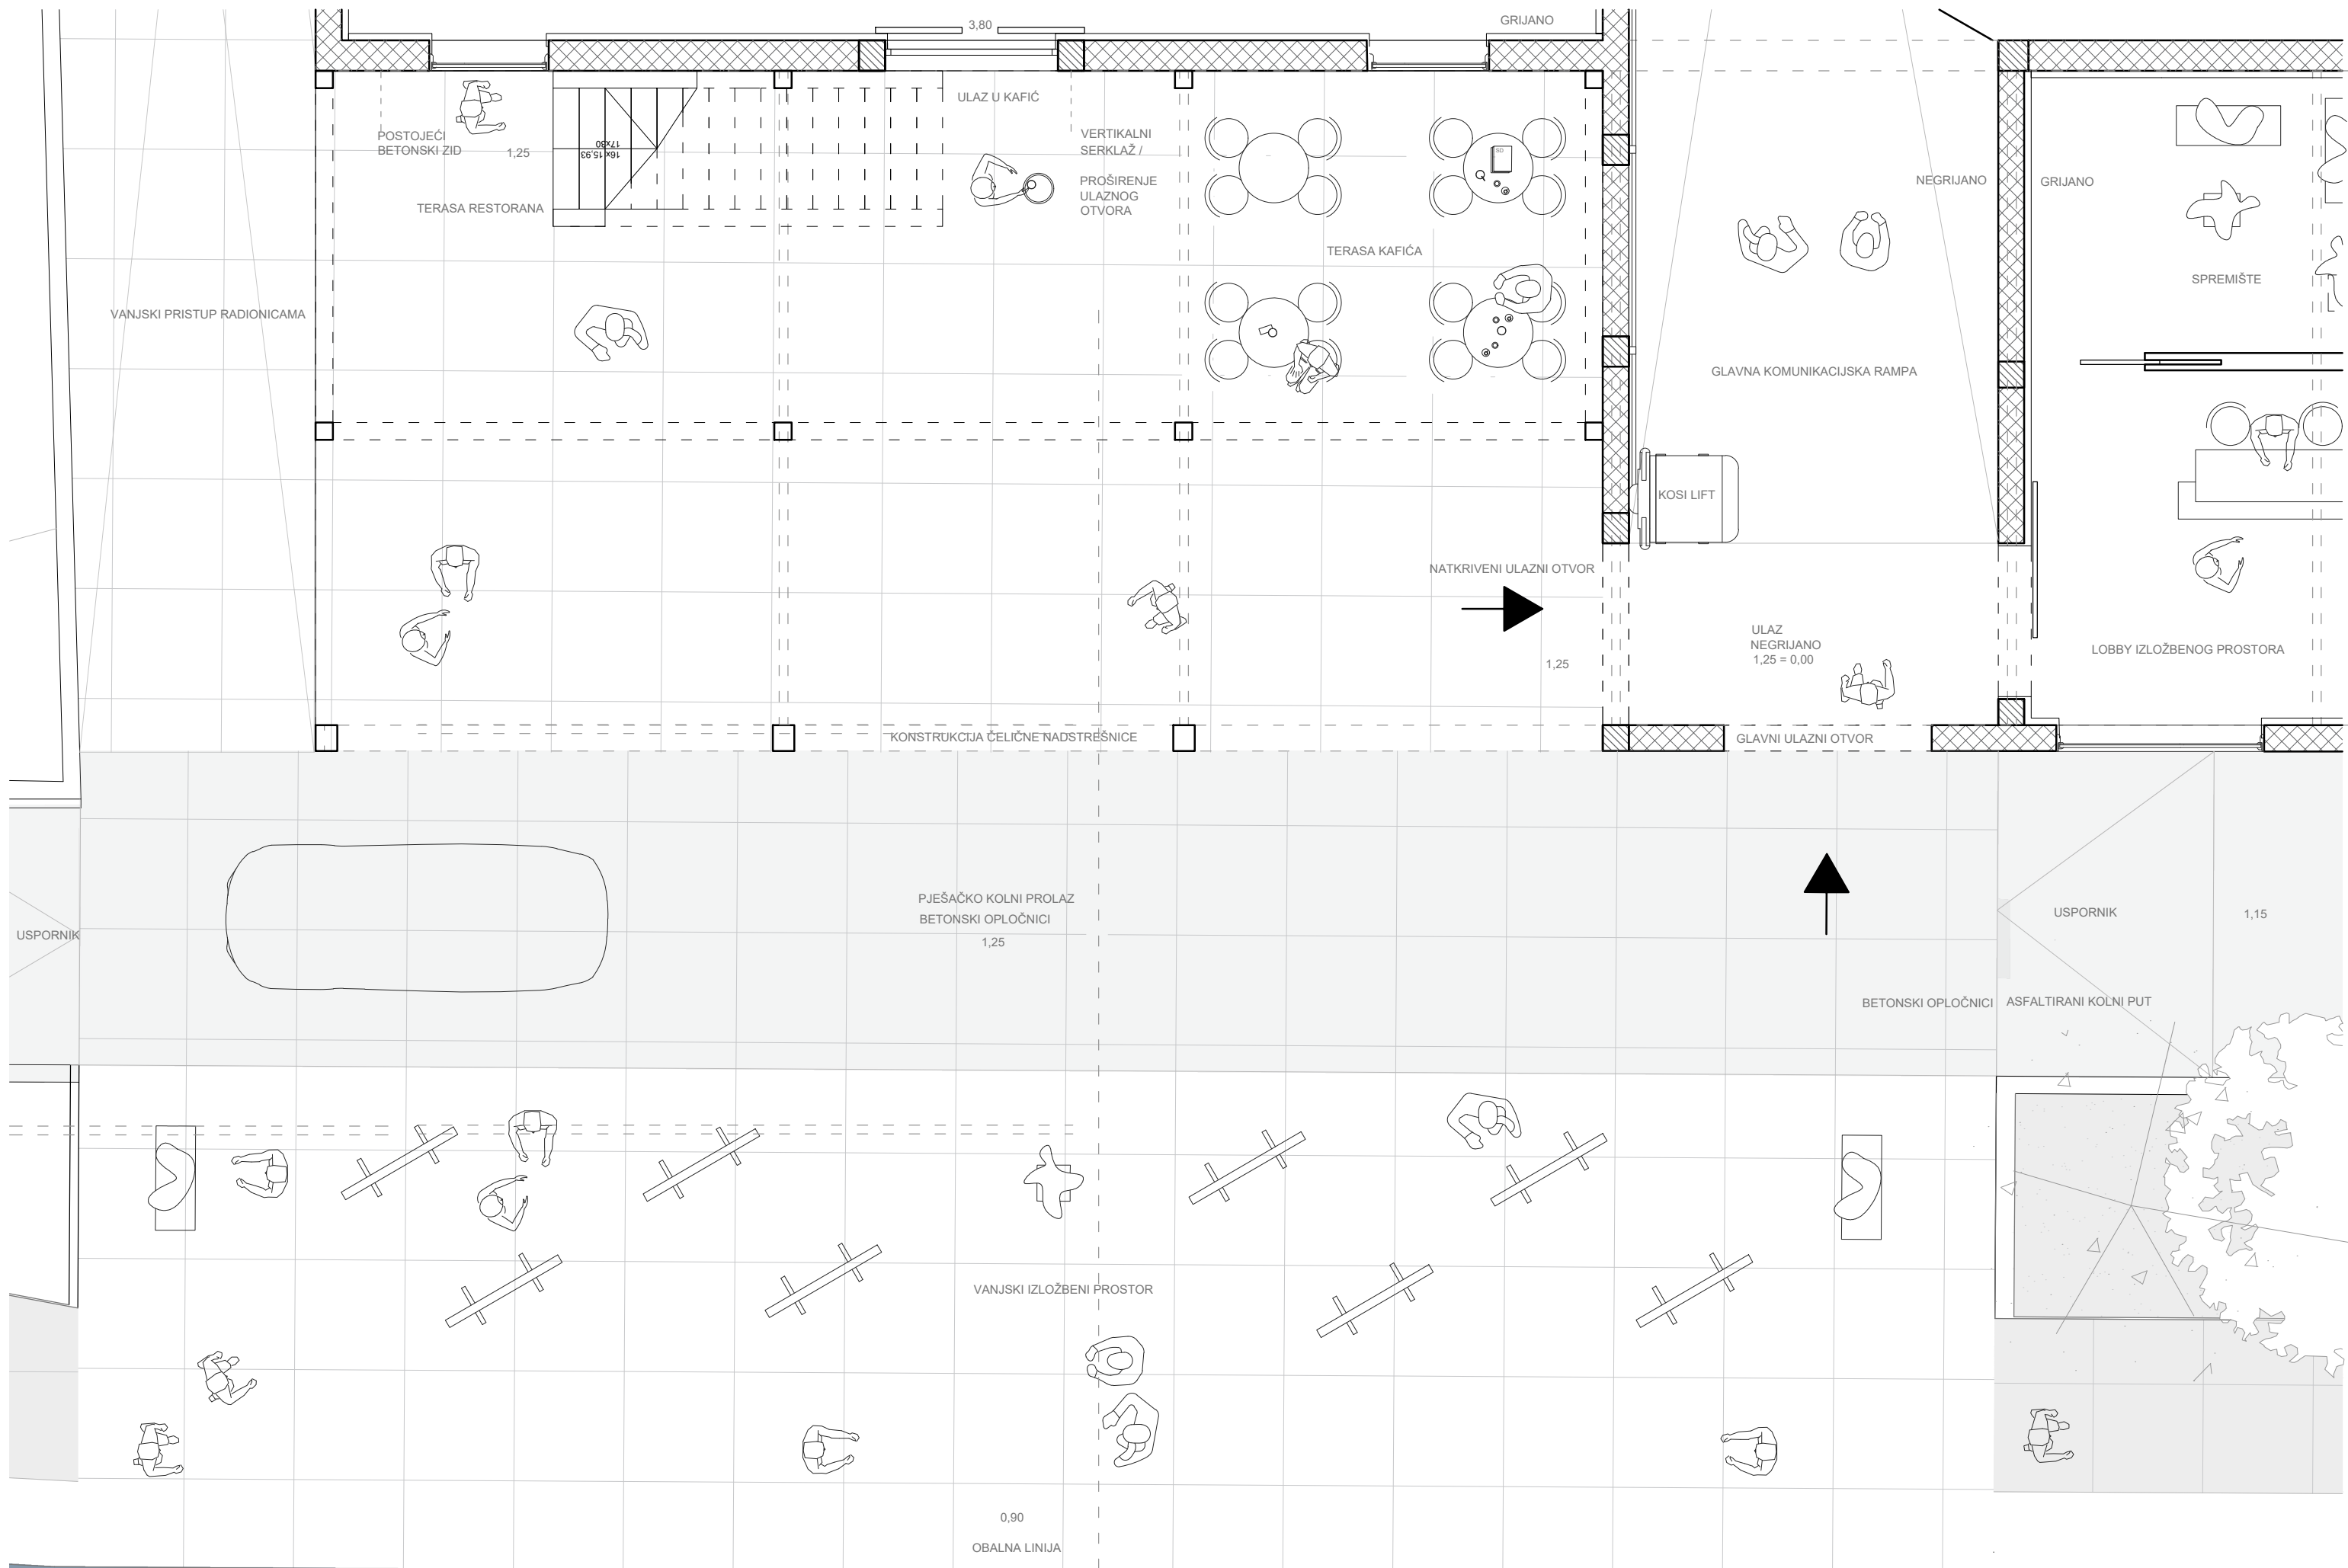 3,80
GRIJANO
ULAZ U KAFIĆ
POSTOJEĆI
BETONSKI ZID
1,25
16x 15,93
17x30
VERTIKALNI
SERKLAŽ /
PROŠIRENJE
ULAZNOG
OTVORA
SD
NEGRIJANO
GRIJANO
TERASA RESTORANA
TERASA KAFIĆA
SPREMIŠTE
VANJSKI PRISTUP RADIONICAMA
GLAVNA KOMUNIKACIJSKA RAMPA
KOSI LIFT
NATKRIVENI ULAZNI OTVOR
1,25
ULAZ
NEGRIJANO
1,25 = 0,00
LOBBY IZLOŽBENOG PROSTORA
KONSTRUKCIJA ČELIČNE NADSTREŠNICE
GLAVNI ULAZNI OTVOR
PJEŠAČKO KOLNI PROLAZ
BETONSKI OPLOČNICI
1,25
USPORNIK
USPORNIK
1,15
BETONSKI OPLOČNICI
ASFALTIRANI KOLNI PUT
VANJSKI IZLOŽBENI PROSTOR
0,90
OBALNA LINIJA